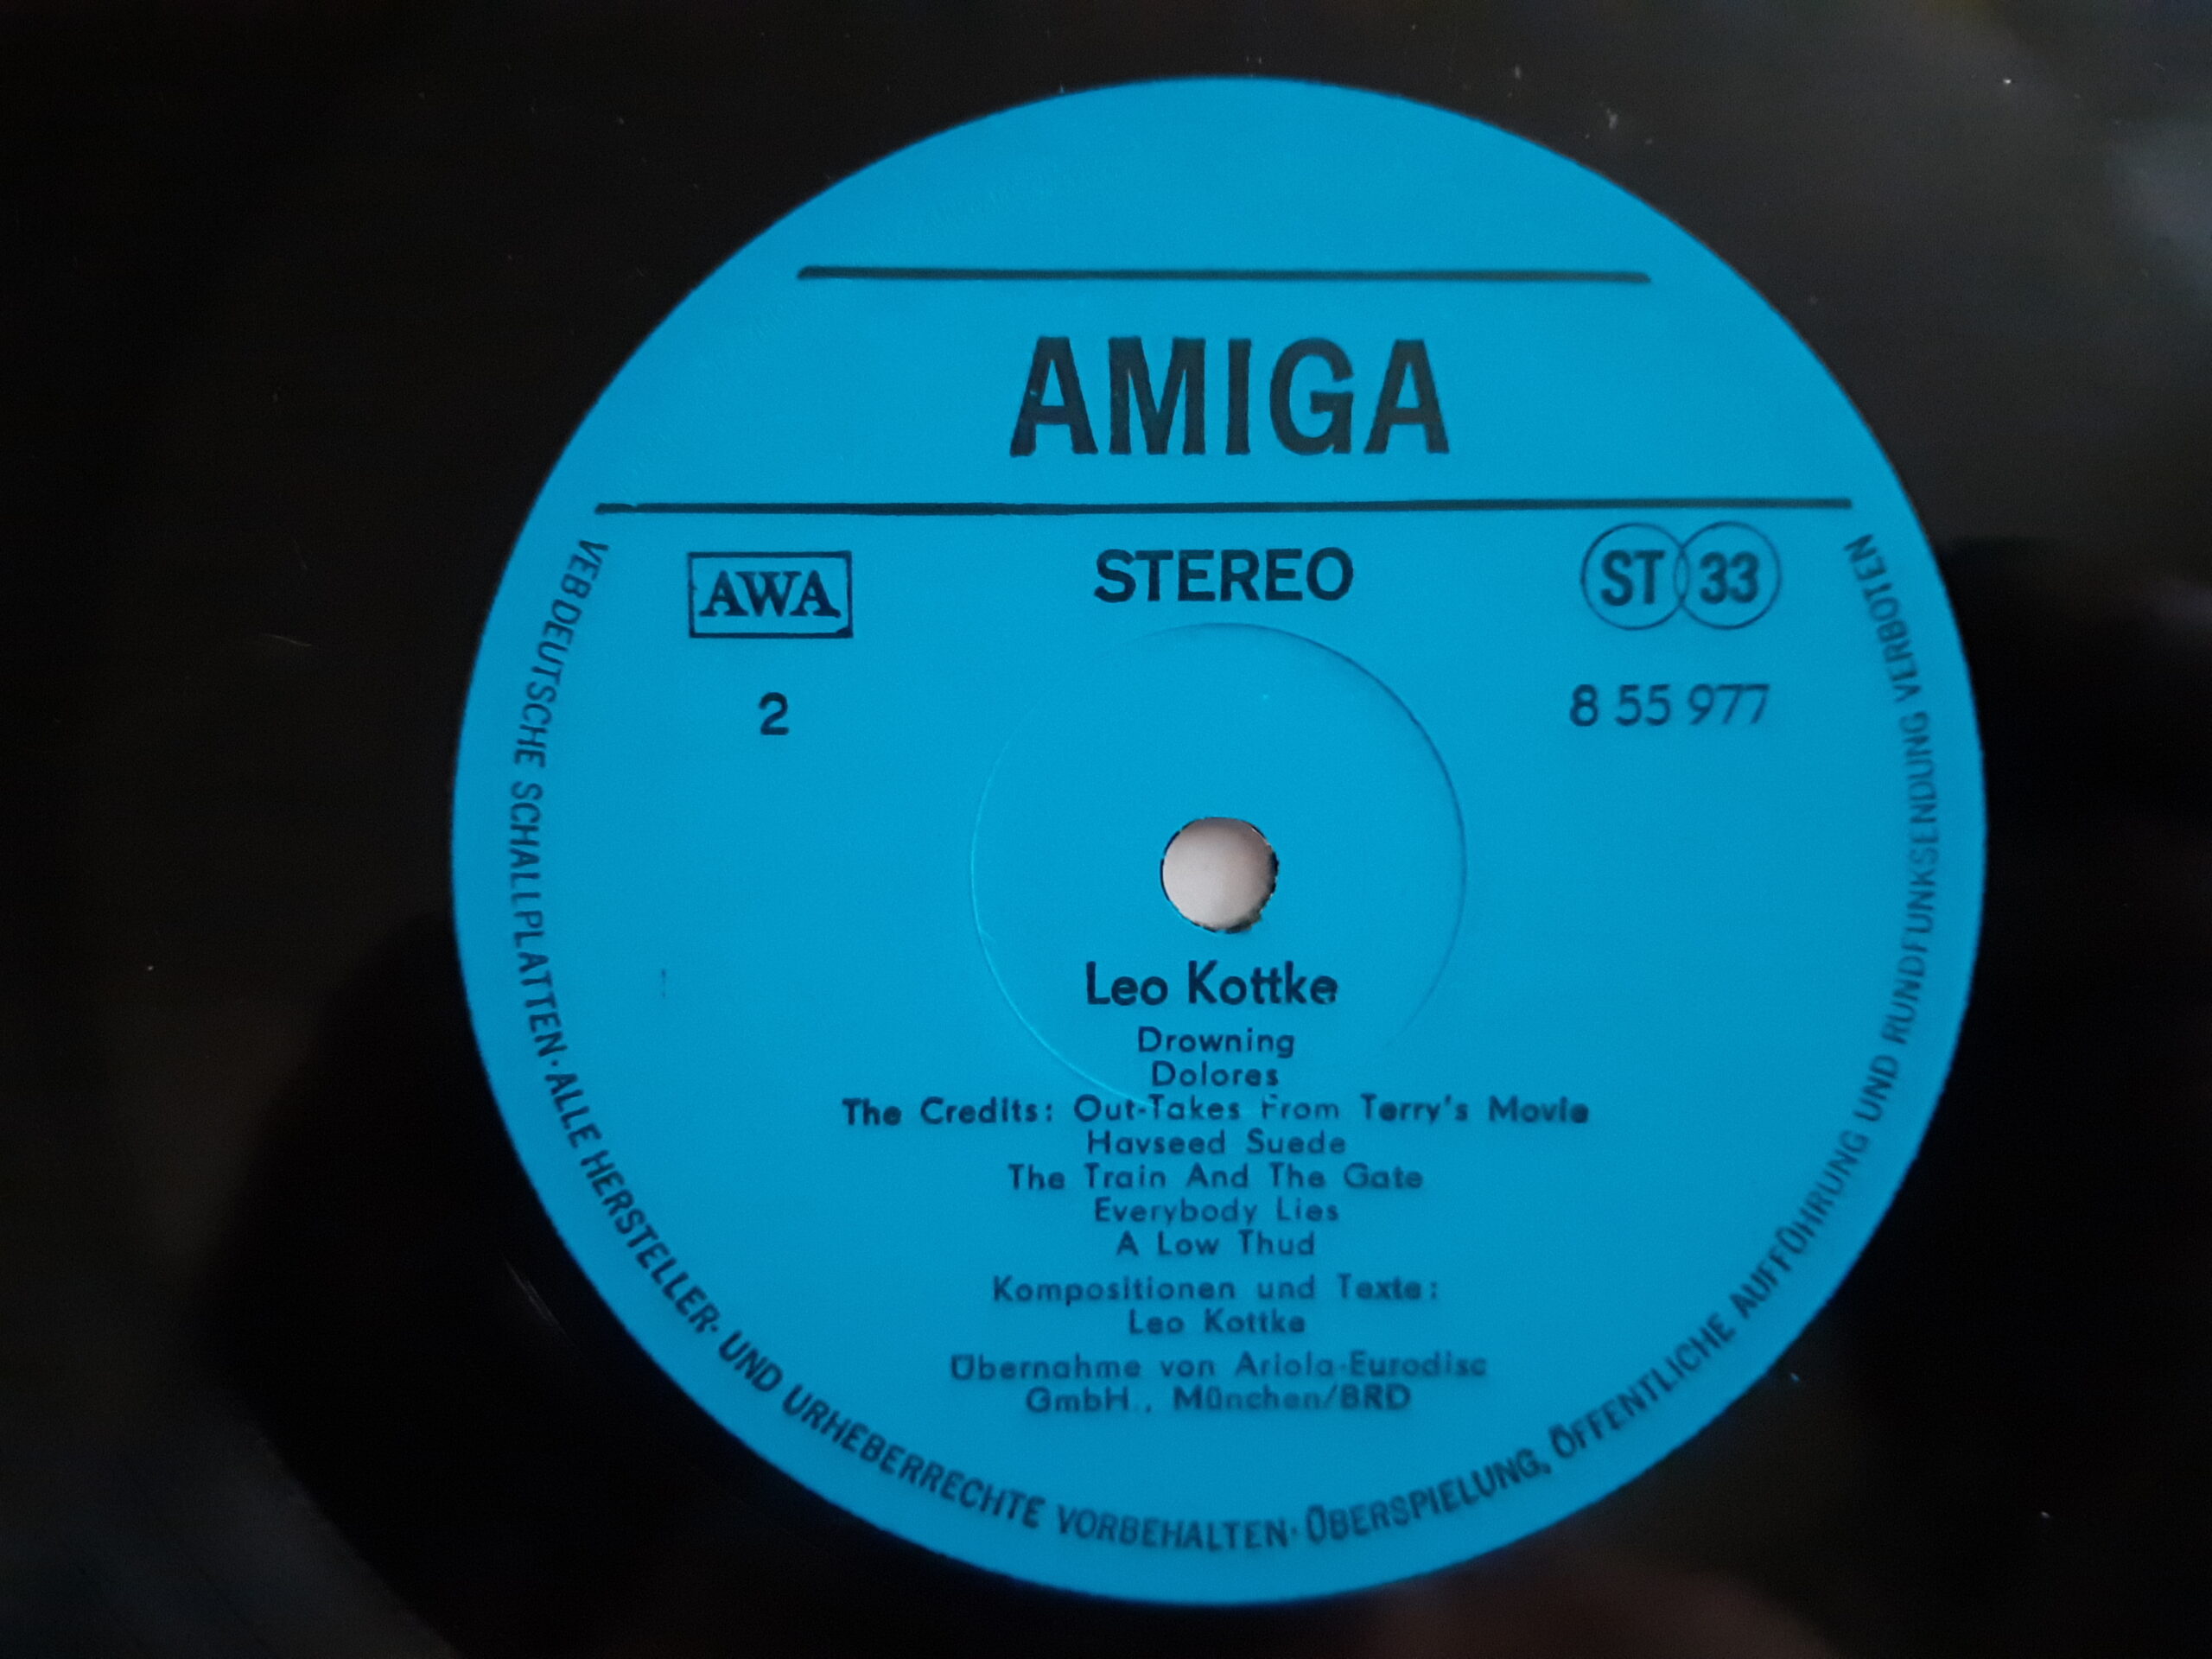 AMIGA
AWA
STEREO
ST 33
2
8 55 977
Leo Kottke
Drowning
Dolores
The Credits: Out-Takes From Terry's Movie
Havseed Suede
The Train And The Gate
Everybody Lies
A Low Thud
Kompositionen und Texte:
Leo Kottke
Übernahme von Ariola-Eurodisc
GmbH., München/BRD
VEB DEUTSCHE SCHALLPLATTEN·ALLE HERSTELLER- UND URHEBERRECHTE VORBEHALTEN·ÜBERSPIELUNG, ÖFFENTLICHE AUFFÜHRUNG UND RUNDFUNKSENDUNG VERBOTEN